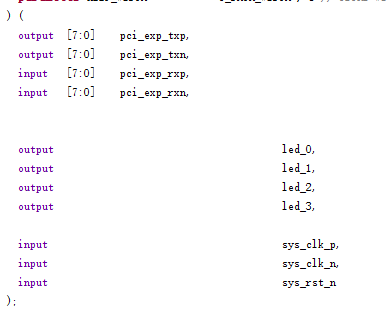 ) (
output [7:0] pci_exp_txp,
output [7:0] pci_exp_txn,
input [7:0] pci_exp_rxp,
input [7:0] pci_exp_rxn,
output led_0,
output led_1,
output led_2,
output led_3,
input sys_clk_p,
input sys_clk_n,
input sys_rst_n
);